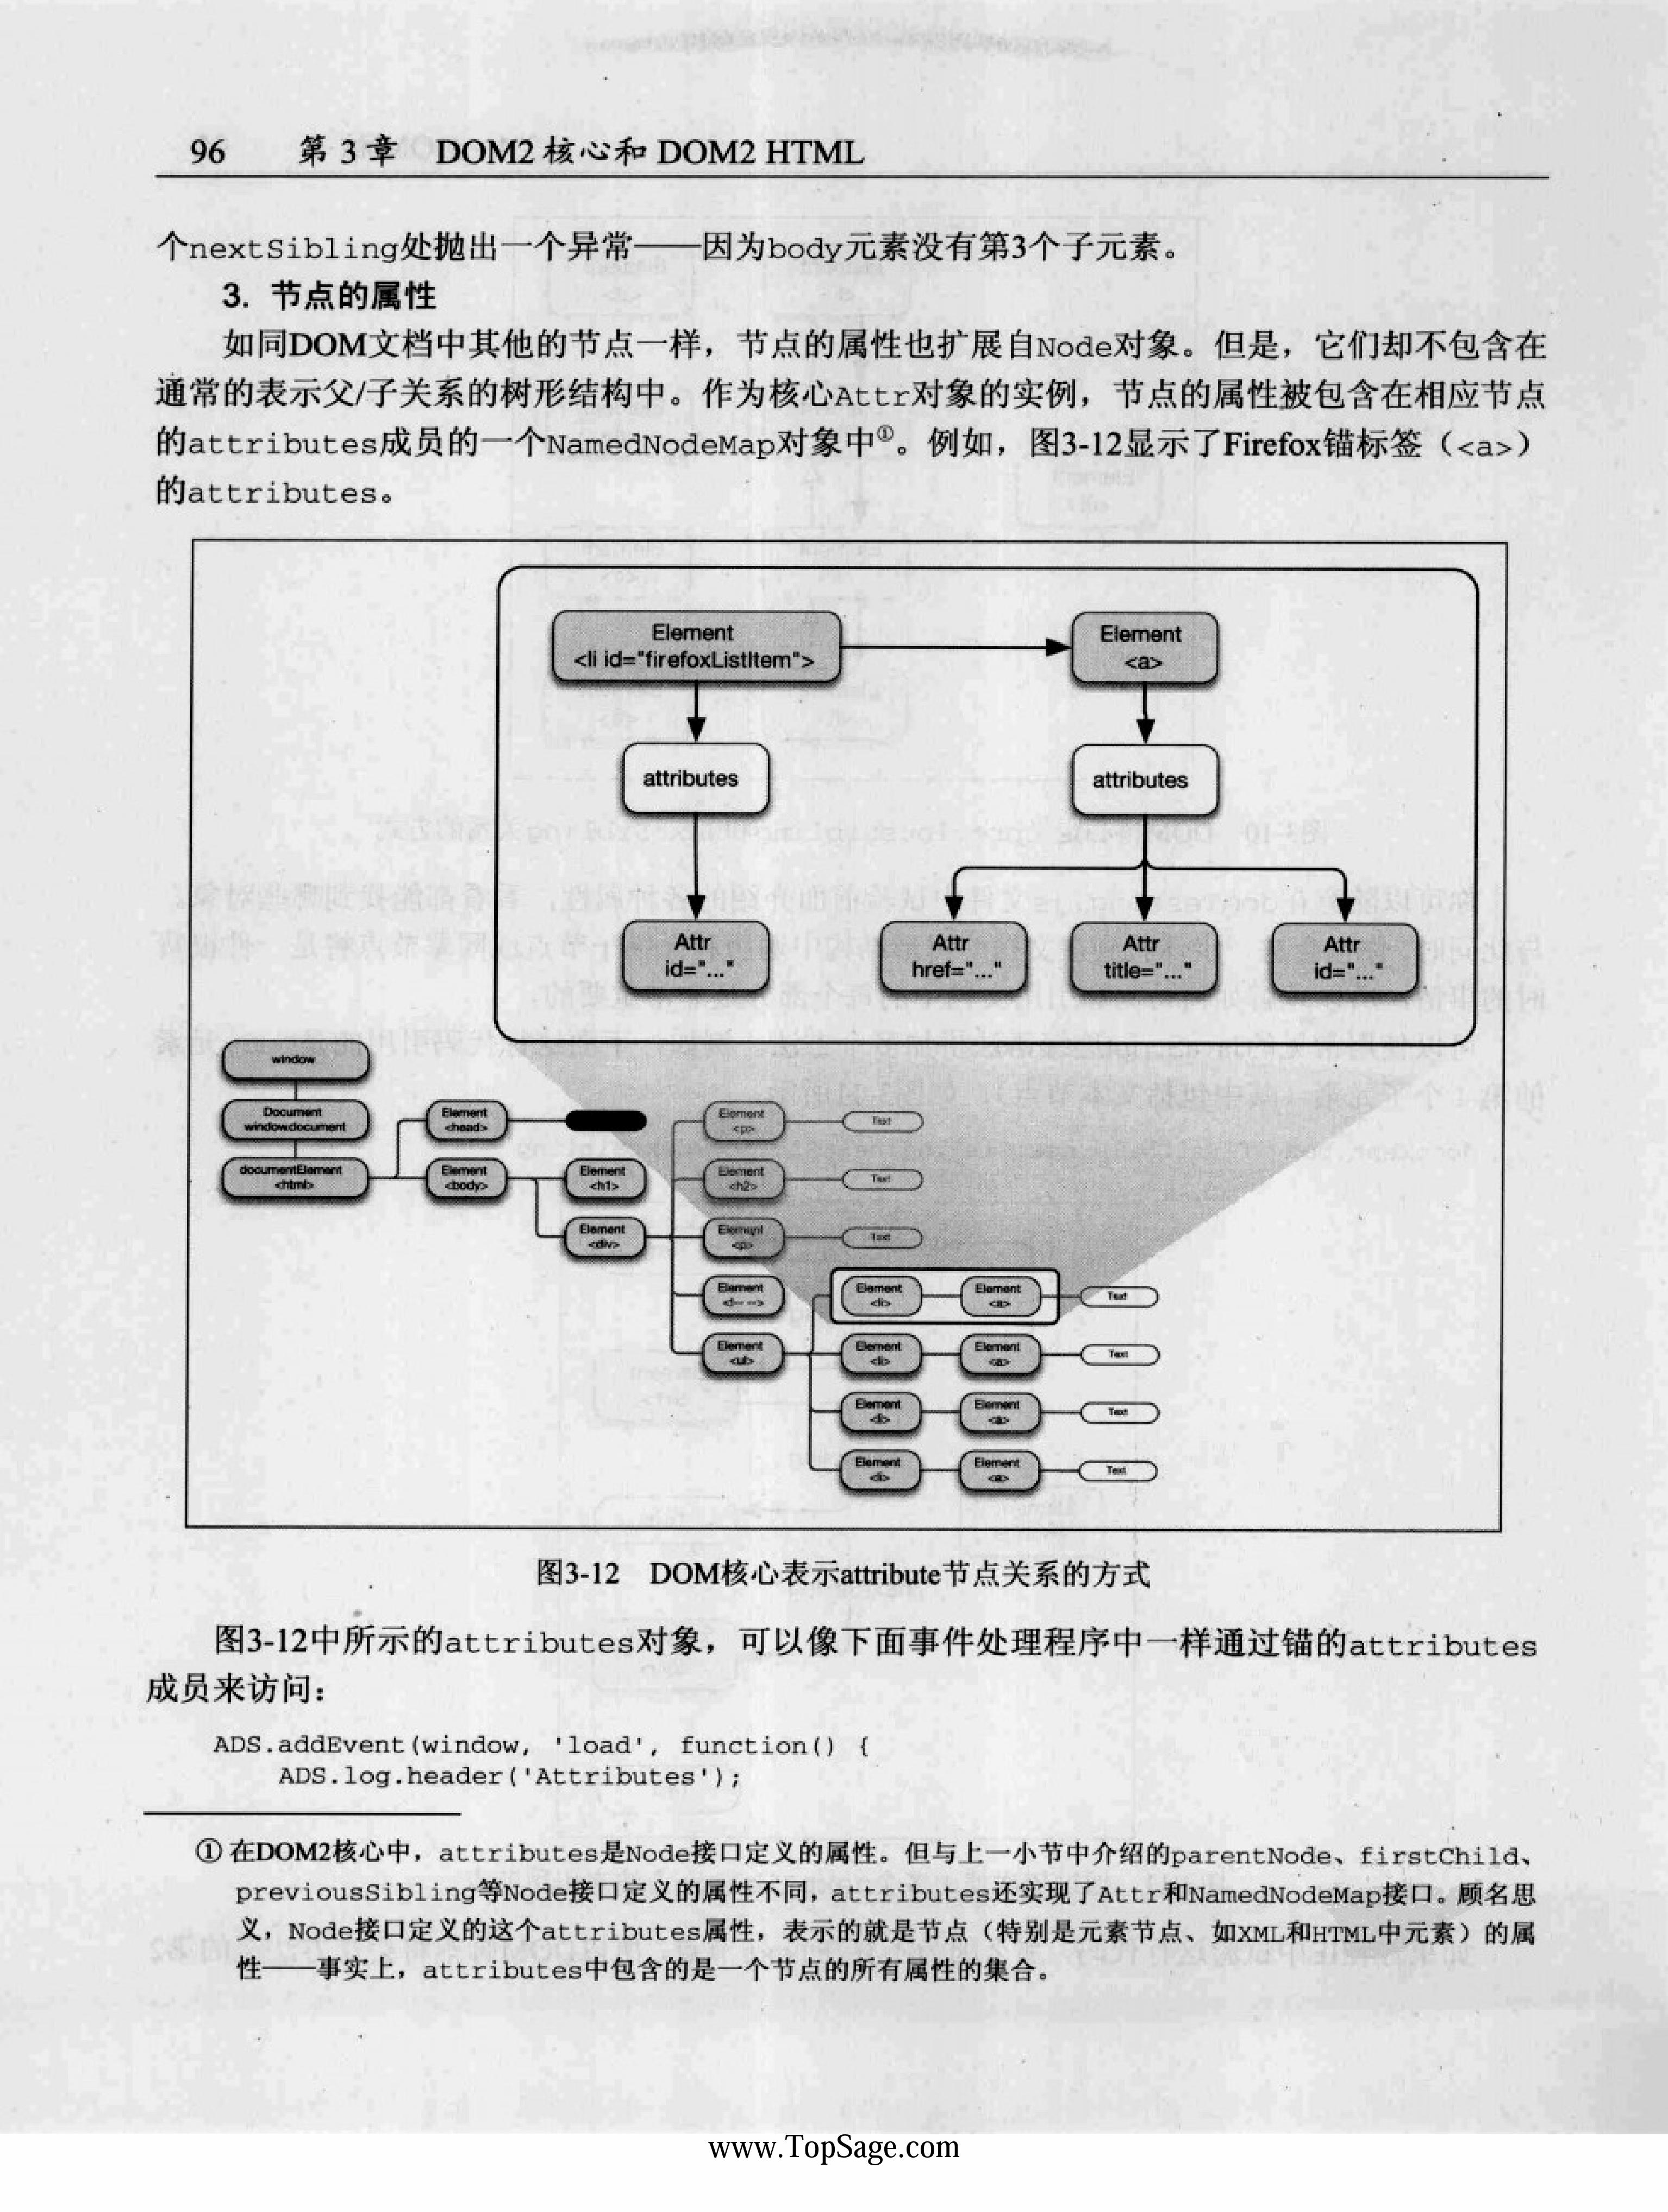 96 第 3 章 DOM2 核心和 DOM2 HTML
个nextSibling处抛出一个异常——因为body元素没有第3个子元素。
3. 节点的属性
如同DOM文档中其他的节点一样，节点的属性也扩展自Node对象。但是，它们却不包含在
通常的表示父/子关系的树形结构中。作为核心Attr对象的实例，节点的属性被包含在相应节点
的attributes成员的一个NamedNodeMap对象中①。例如，图3-12显示了Firefox锚标签（<a>）
的attributes。
Element
<li id="firefoxListItem">
Element
<a>
attributes
attributes
Attr
id="..."
Attr
href="..."
Attr
title="..."
Attr
id="..."
window
Document
window.document
documentElement
<html>
Element
<head>
Element
<body>
Element
<h1>
Element
<div>
Element
<p>
Text
Element
<h2>
Text
Element
<p>
Text
Element
<!-- -->
Element
<ul>
Element
<li>
Element
<a>
Text
Element
<li>
Element
<a>
Text
Element
<li>
Element
<a>
Text
Element
<li>
Element
<a>
Text
图3-12 DOM核心表示attribute节点关系的方式
图3-12中所示的attributes对象，可以像下面事件处理程序中一样通过锚的attributes
成员来访问：
ADS.addEvent(window, 'load', function() {
ADS.log.header('Attributes');
① 在DOM2核心中，attributes是Node接口定义的属性。但与上一小节中介绍的parentNode、firstChild、
previousSibling等Node接口定义的属性不同，attributes还实现了Attr和NamedNodeMap接口。顾名思
义，Node接口定义的这个attributes属性，表示的就是节点（特别是元素节点、如XML和HTML中元素）的属
性——事实上，attributes中包含的是一个节点的所有属性的集合。
www.TopSage.com